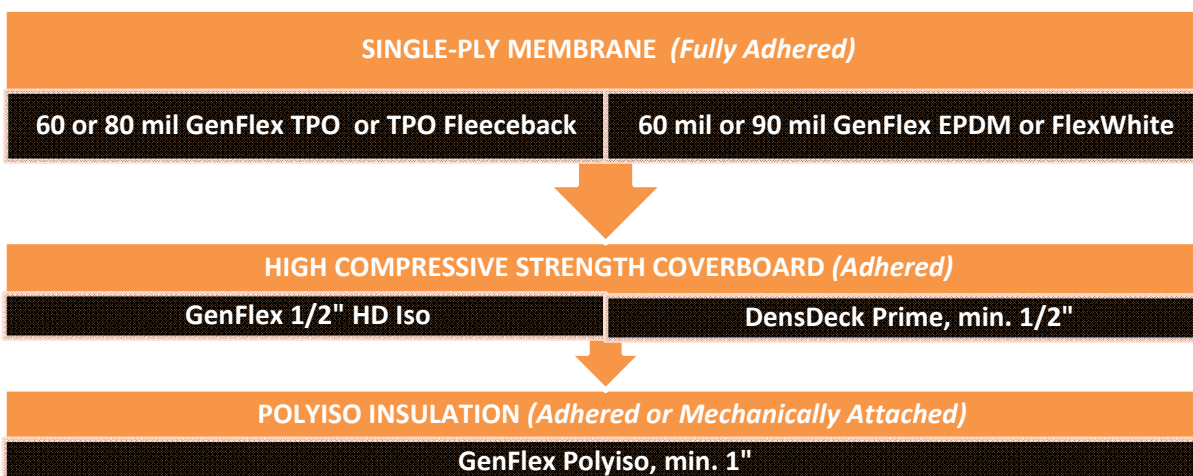 SINGLE-PLY MEMBRANE (Fully Adhered)
60 or 80 mil GenFlex TPO or TPO Fleeceback
60 mil or 90 mil GenFlex EPDM or FlexWhite
HIGH COMPRESSIVE STRENGTH COVERBOARD (Adhered)
GenFlex 1/2" HD Iso
DensDeck Prime, min. 1/2"
POLYISO INSULATION (Adhered or Mechanically Attached)
GenFlex Polyiso, min. 1"